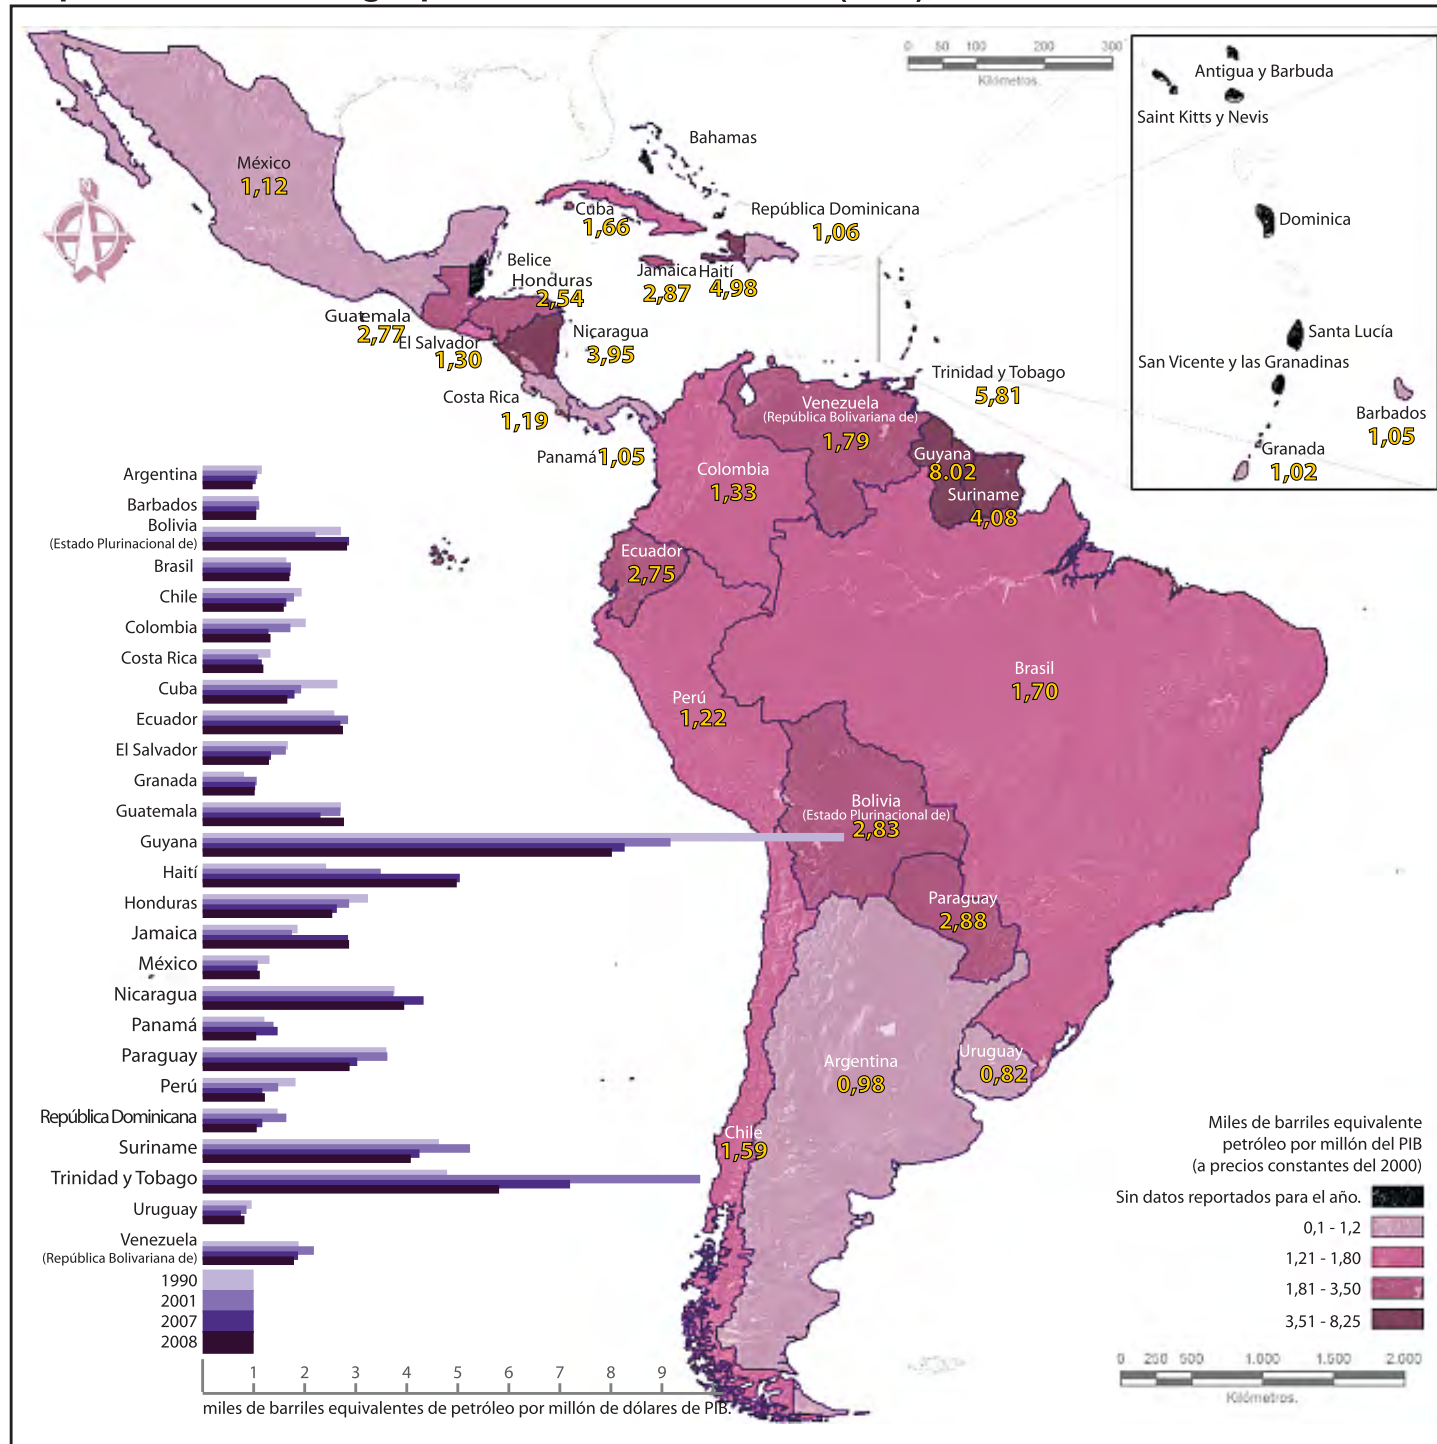 0 50 100 200 300
Kilómetros.
Antigua y Barbuda
Saint Kitts y Nevis
Dominica
Santa Lucía
San Vicente y las Granadinas
Barbados
1,05
Granada
1,02
Bahamas
México
1,12
N
Cuba
1,66
República Dominicana
1,06
Belice
Jamaica
2,87
Haití
4,98
Honduras
2,54
Guatemala
2,77
El Salvador
1,30
Nicaragua
3,95
Costa Rica
1,19
Panamá 1,05
Trinidad y Tobago
5,81
Venezuela
(República Bolivariana de)
1,79
Guyana
8.02
Suriname
4,08
Colombia
1,33
Ecuador
2,75
Perú
1,22
Brasil
1,70
Bolivia
(Estado Plurinacional de)
2,83
Paraguay
2,88
Argentina
0,98
Uruguay
0,82
Chile
1,59
Argentina
Barbados
Bolivia
(Estado Plurinacional de)
Brasil
Chile
Colombia
Costa Rica
Cuba
Ecuador
El Salvador
Granada
Guatemala
Guyana
Haití
Honduras
Jamaica
México
Nicaragua
Panamá
Paraguay
Perú
República Dominicana
Suriname
Trinidad y Tobago
Uruguay
Venezuela
(República Bolivariana de)
1990
2001
2007
2008
1 2 3 4 5 6 7 8 9
miles de barriles equivalentes de petróleo por millón de dólares de PIB.
Miles de barriles equivalente
petróleo por millón del PIB
(a precios constantes del 2000)
Sin datos reportados para el año.
0,1 - 1,2
1,21 - 1,80
1,81 - 3,50
3,51 - 8,25
0 250 500 1.000 1.500 2.000
Kilómetros.